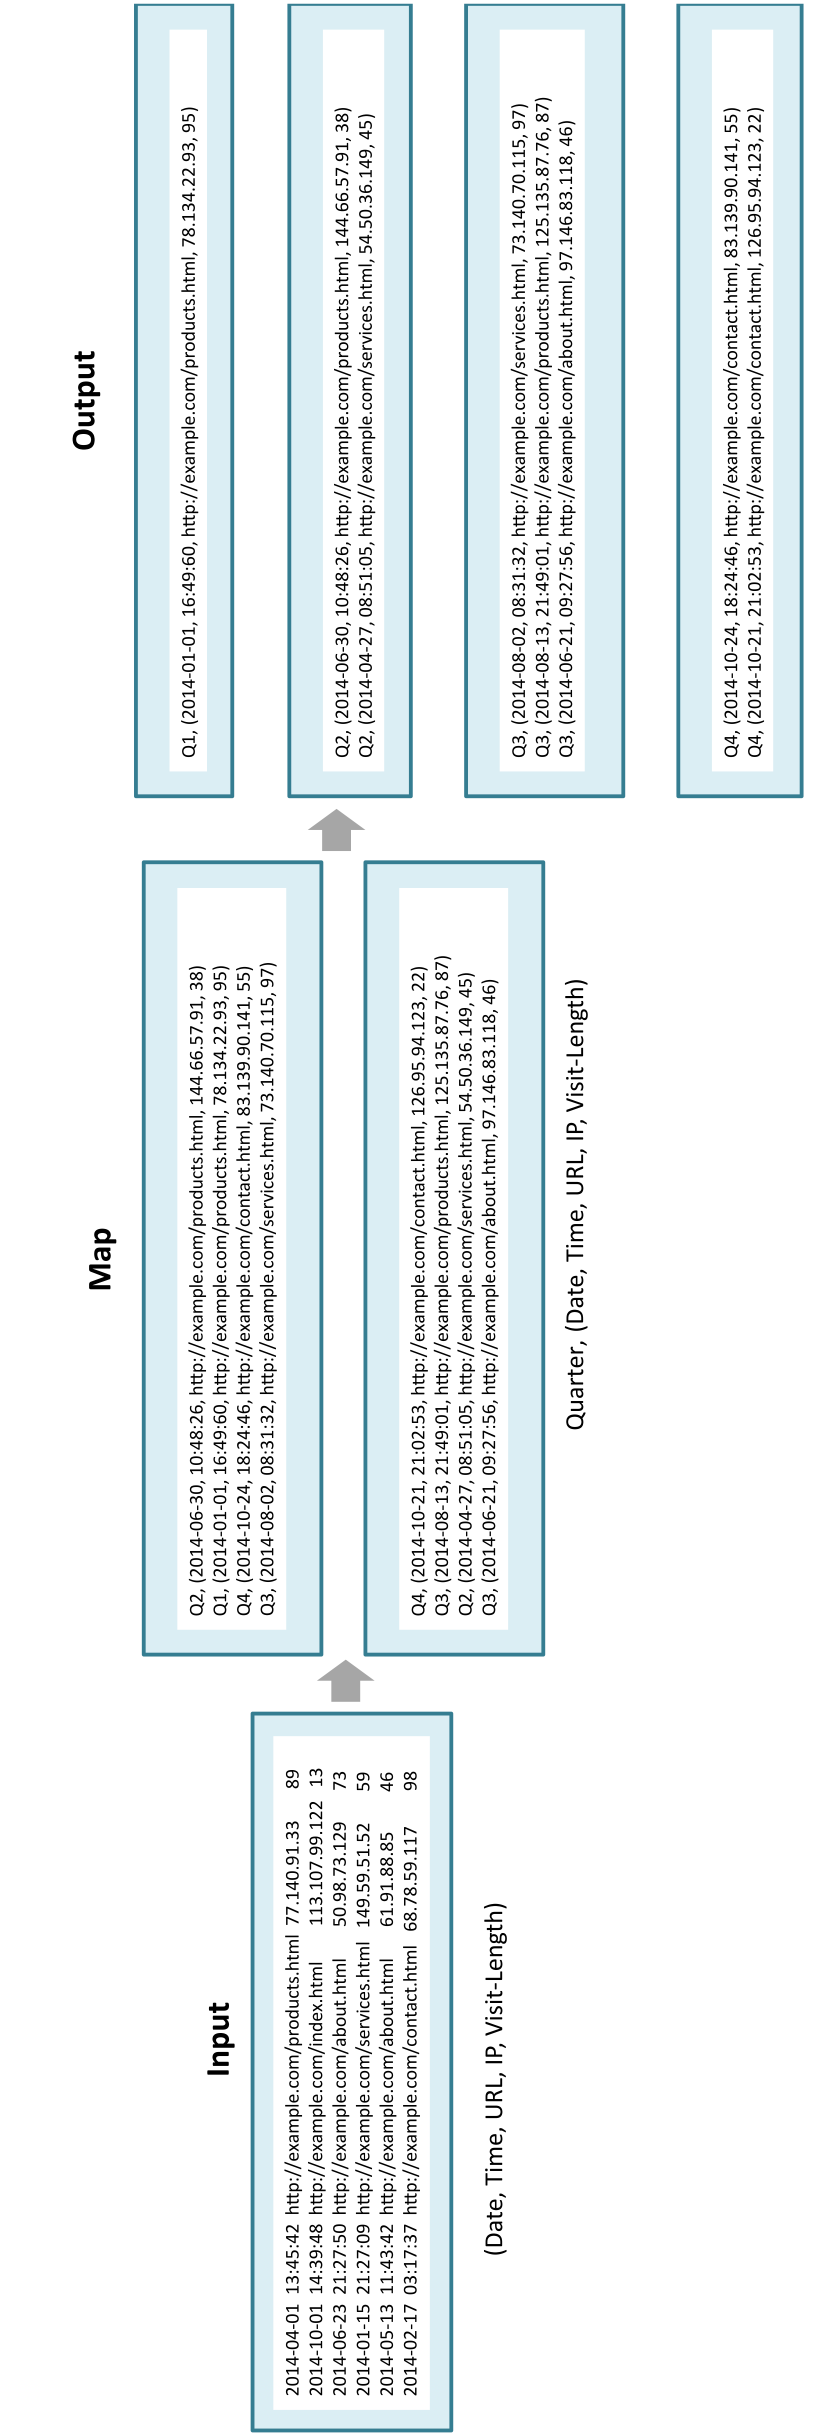 Input
2014-04-01 13:45:42 http://example.com/products.html 77.140.91.33 89
2014-10-01 14:39:48 http://example.com/index.html 113.107.99.122 13
2014-06-23 21:27:50 http://example.com/about.html 50.98.73.129 73
2014-01-15 21:27:09 http://example.com/services.html 149.59.51.52 59
2014-05-13 11:43:42 http://example.com/about.html 61.91.88.85 46
2014-02-17 03:17:37 http://example.com/contact.html 68.78.59.117 98
(Date, Time, URL, IP, Visit-Length)
Map
Q2, (2014-06-30, 10:48:26, http://example.com/products.html, 144.66.57.91, 38)
Q1, (2014-01-01, 16:49:60, http://example.com/products.html, 78.134.22.93, 95)
Q4, (2014-10-24, 18:24:46, http://example.com/contact.html, 83.139.90.141, 55)
Q3, (2014-08-02, 08:31:32, http://example.com/services.html, 73.140.70.115, 97)
Q4, (2014-10-21, 21:02:53, http://example.com/contact.html, 126.95.94.123, 22)
Q3, (2014-08-13, 21:49:01, http://example.com/products.html, 125.135.87.76, 87)
Q2, (2014-04-27, 08:51:05, http://example.com/services.html, 54.50.36.149, 45)
Q3, (2014-06-21, 09:27:56, http://example.com/about.html, 97.146.83.118, 46)
Quarter, (Date, Time, URL, IP, Visit-Length)
Output
Q1, (2014-01-01, 16:49:60, http://example.com/products.html, 78.134.22.93, 95)
Q2, (2014-06-30, 10:48:26, http://example.com/products.html, 144.66.57.91, 38)
Q2, (2014-04-27, 08:51:05, http://example.com/services.html, 54.50.36.149, 45)
Q3, (2014-08-02, 08:31:32, http://example.com/services.html, 73.140.70.115, 97)
Q3, (2014-08-13, 21:49:01, http://example.com/products.html, 125.135.87.76, 87)
Q3, (2014-06-21, 09:27:56, http://example.com/about.html, 97.146.83.118, 46)
Q4, (2014-10-24, 18:24:46, http://example.com/contact.html, 83.139.90.141, 55)
Q4, (2014-10-21, 21:02:53, http://example.com/contact.html, 126.95.94.123, 22)